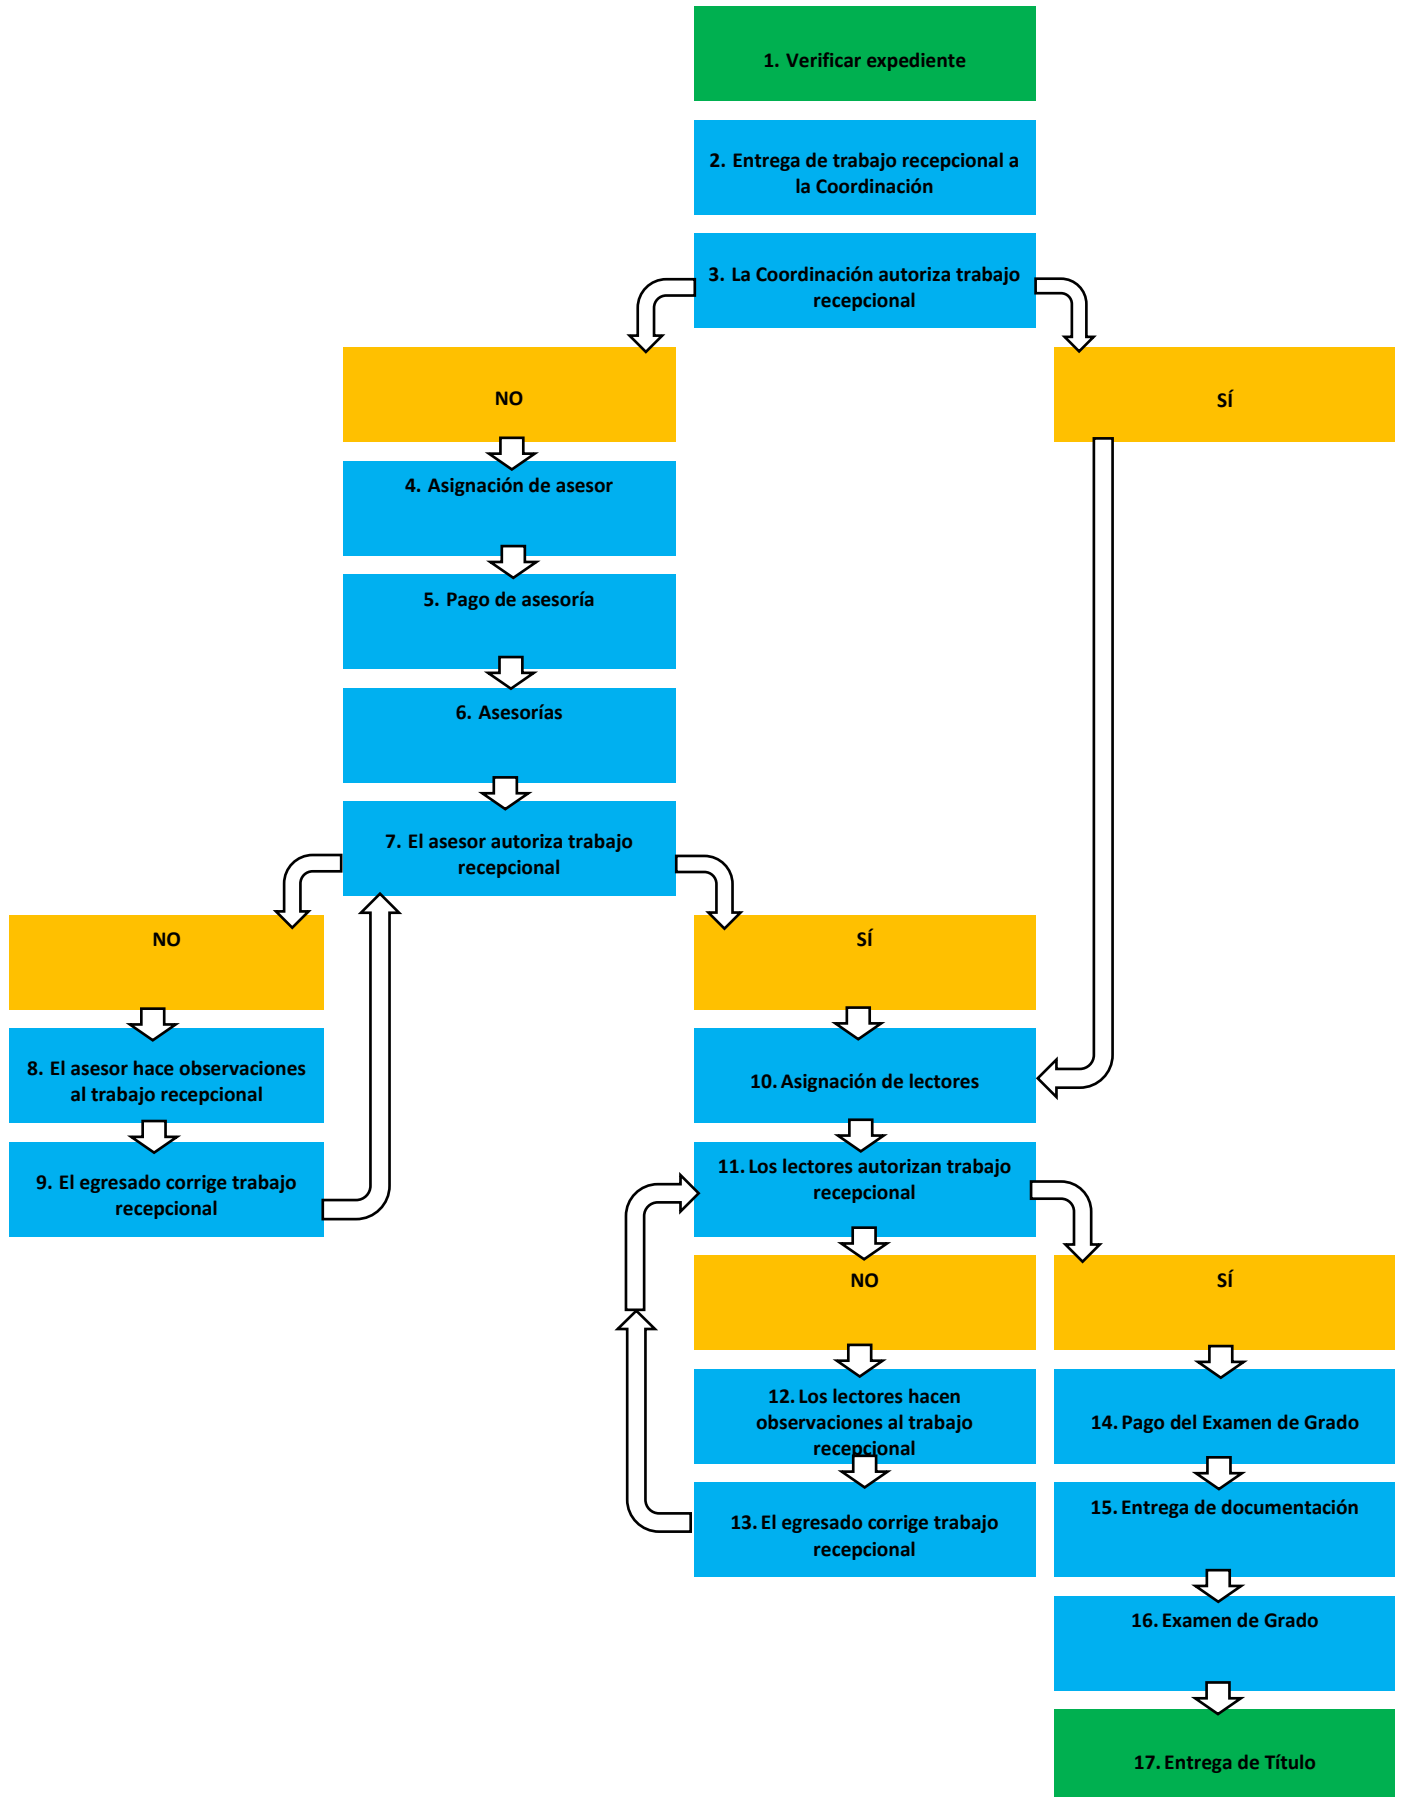 1. Verificar expediente
2. Entrega de trabajo recepcional a
la Coordinación
3. La Coordinación autoriza trabajo
recepcional
NO
SÍ
4. Asignación de asesor
5. Pago de asesoría
6. Asesorías
7. El asesor autoriza trabajo
recepcional
NO
SÍ
8. El asesor hace observaciones
al trabajo recepcional
9. El egresado corrige trabajo
recepcional
10. Asignación de lectores
11. Los lectores autorizan trabajo
recepcional
NO
SÍ
12. Los lectores hacen
observaciones al trabajo
recepcional
13. El egresado corrige trabajo
recepcional
14. Pago del Examen de Grado
15. Entrega de documentación
16. Examen de Grado
17. Entrega de Título